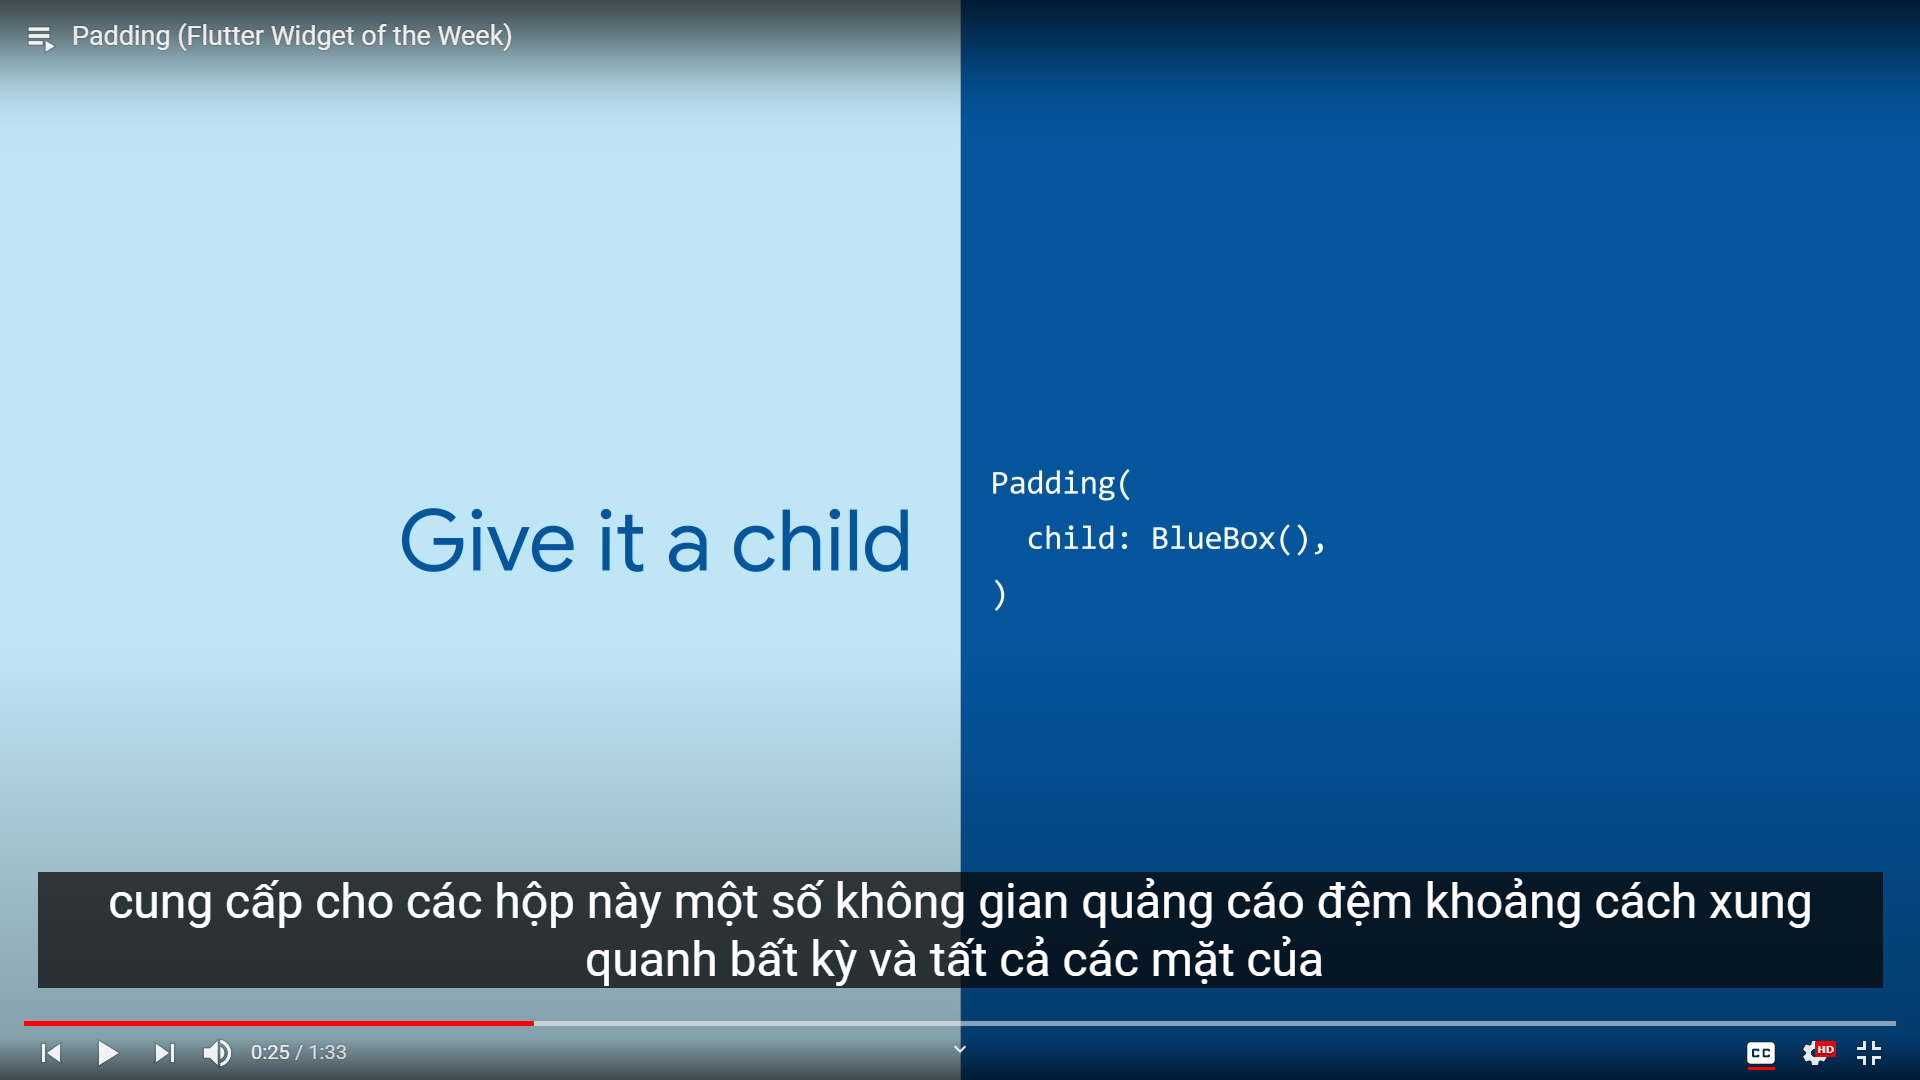 Padding (Flutter Widget of the Week)
Give it a child
Padding(
  child: BlueBox(),
)
cung cấp cho các hộp này một số không gian quảng cáo đệm khoảng cách xung
quanh bất kỳ và tất cả các mặt của
0:25 / 1:33
CC
HD